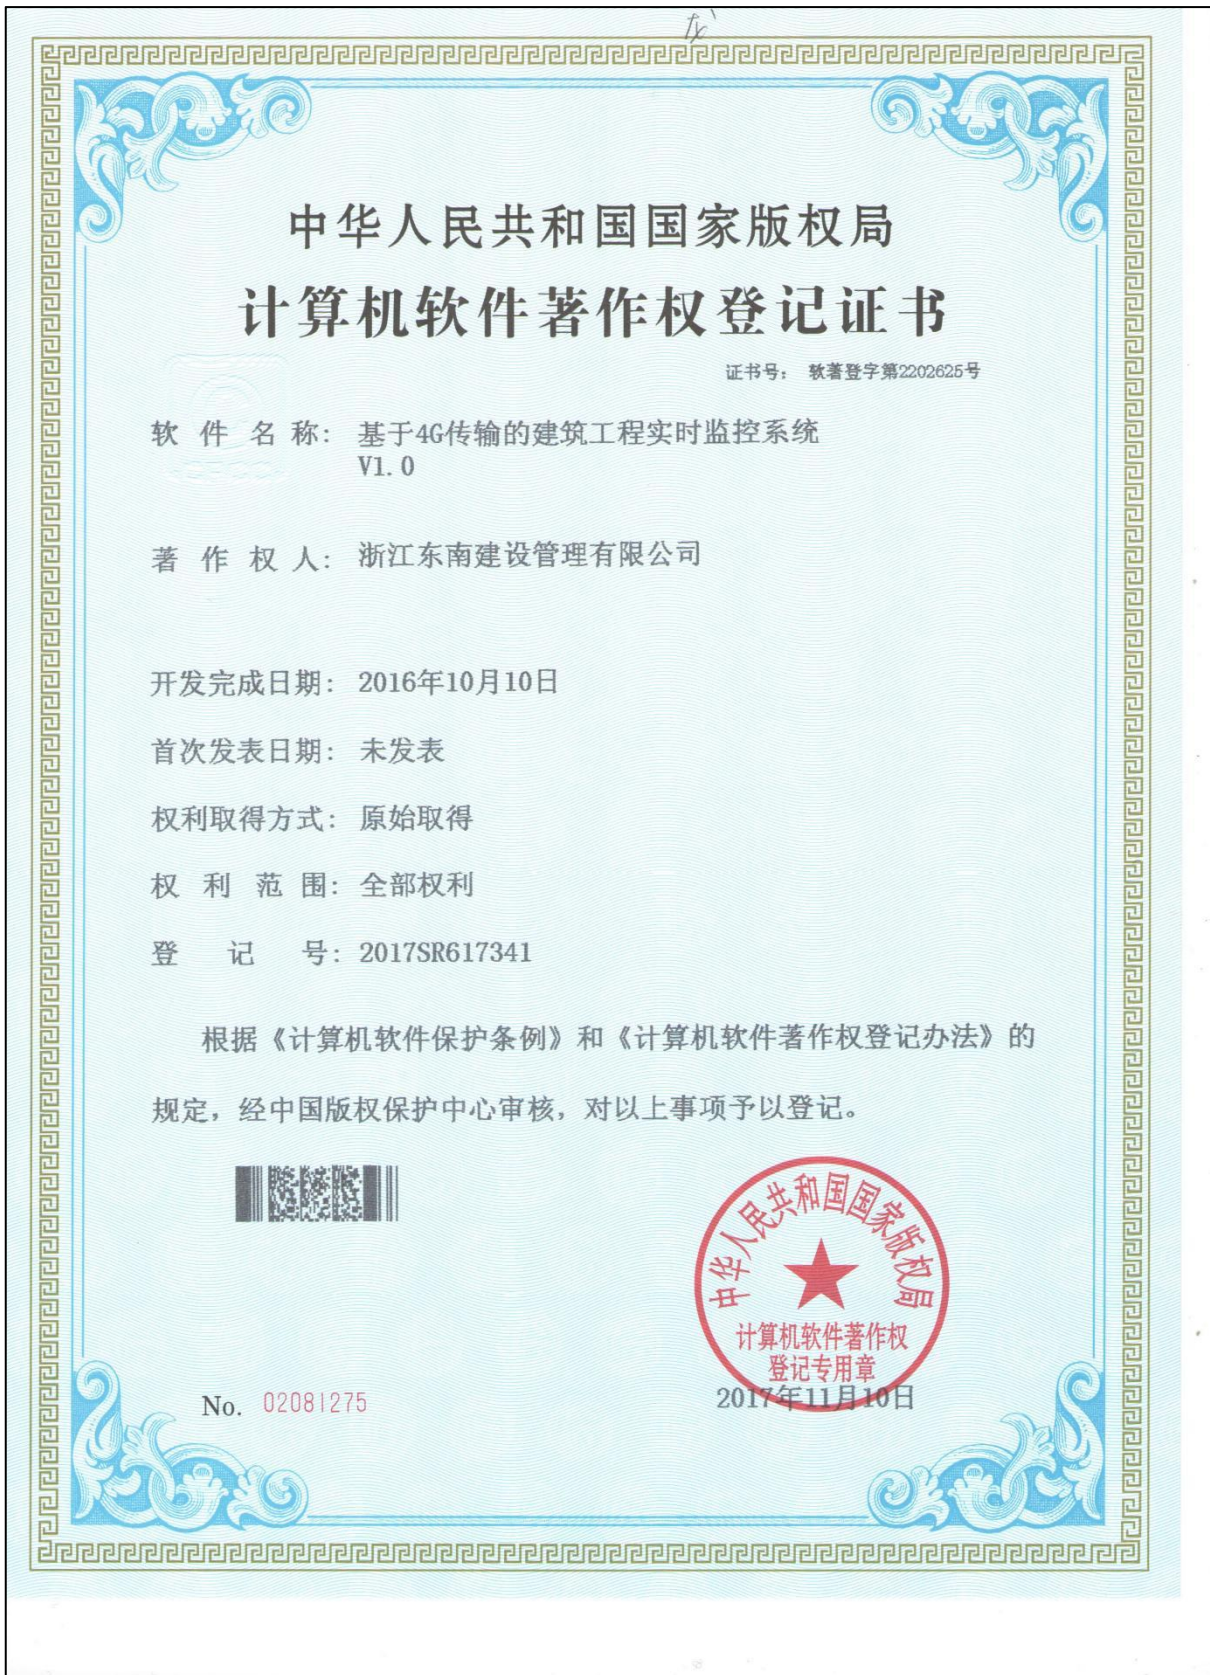 中华人民共和国国家版权局
计算机软件著作权登记证书
证书号： 软著登字第2202625号
软件名称： 基于4G传输的建筑工程实时监控系统
V1.0
著作权人： 浙江东南建设管理有限公司
开发完成日期： 2016年10月10日
首次发表日期： 未发表
权利取得方式： 原始取得
权利范围： 全部权利
登记号： 2017SR617341
根据《计算机软件保护条例》和《计算机软件著作权登记办法》的
规定，经中国版权保护中心审核，对以上事项予以登记。
中华人民共和国国家版权局
计算机软件著作权
登记专用章
2017年11月10日
No. 02081275